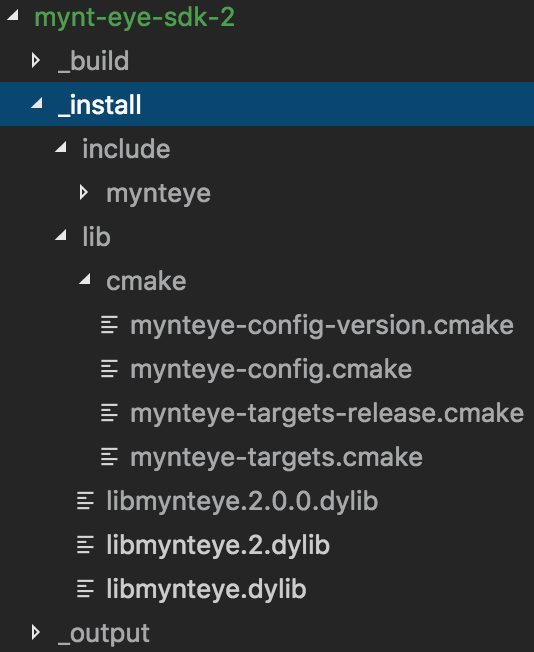 mynt-eye-sdk-2
_build
_install
include
mynteye
lib
cmake
mynteye-config-version.cmake
mynteye-config.cmake
mynteye-targets-release.cmake
mynteye-targets.cmake
libmynteye.2.0.0.dylib
libmynteye.2.dylib
libmynteye.dylib
_output